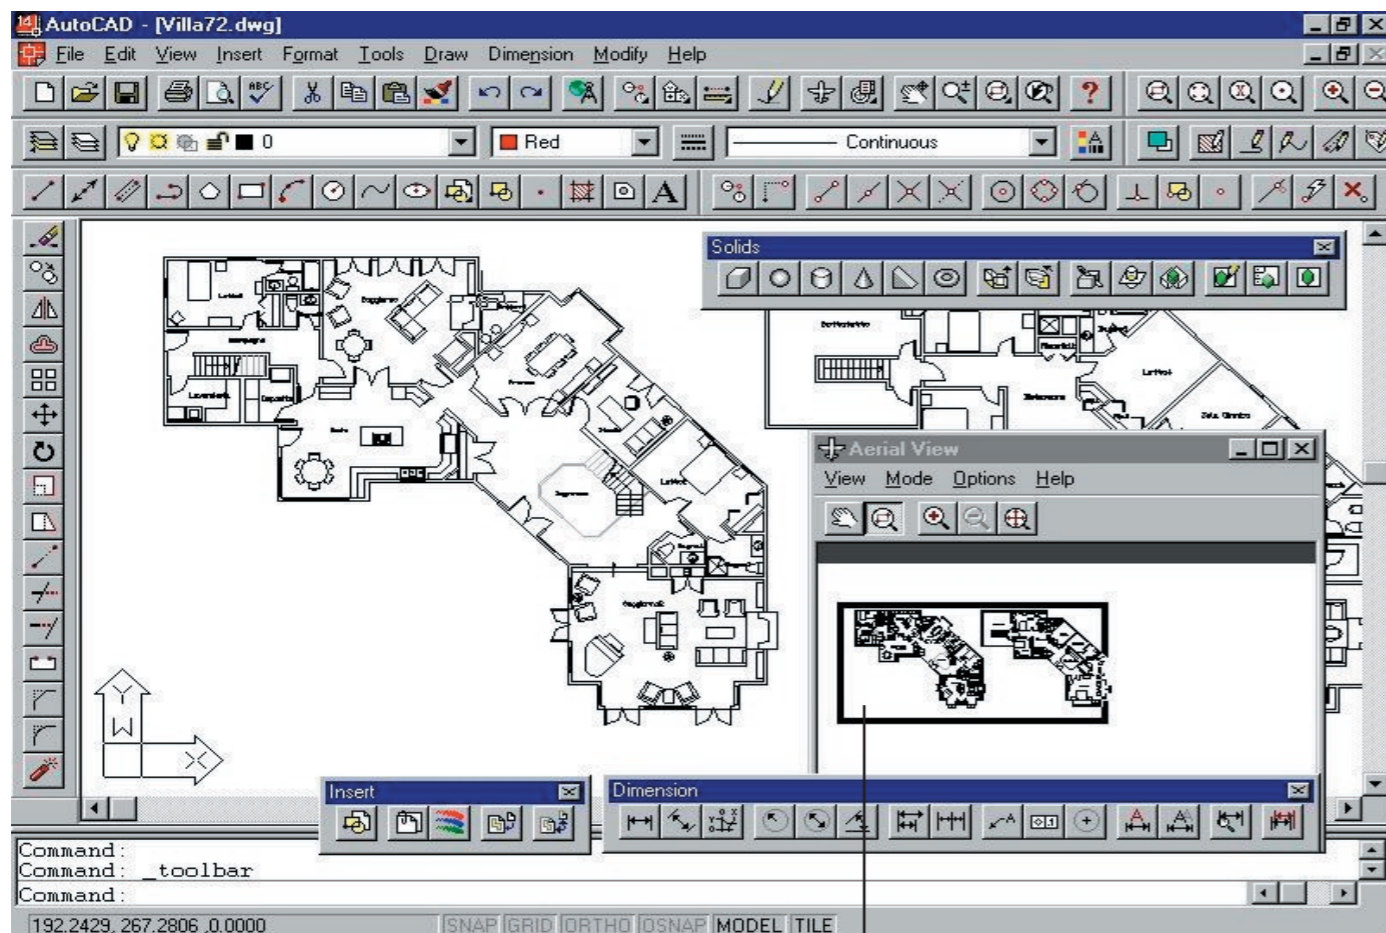 AutoCAD - [Villa72.dwg]
File Edit View Insert Format Tools Draw Dimension Modify Help
ABC
0 Red Continuous
A
Solids
Aerial View
View Mode Options Help
Y
W
X
Insert
Dimension
Command:
Command: _toolbar
Command:
192.2429, 267.2806 ,0.0000 SNAP GRID ORTHO OSNAP MODEL TILE